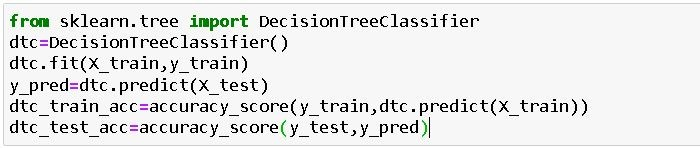 from sklearn.tree import DecisionTreeClassifier
dtc=DecisionTreeClassifier()
dtc.fit(X_train,y_train)
y_pred=dtc.predict(X_test)
dtc_train_acc=accuracy_score(y_train,dtc.predict(X_train))
dtc_test_acc=accuracy_score(y_test,y_pred)